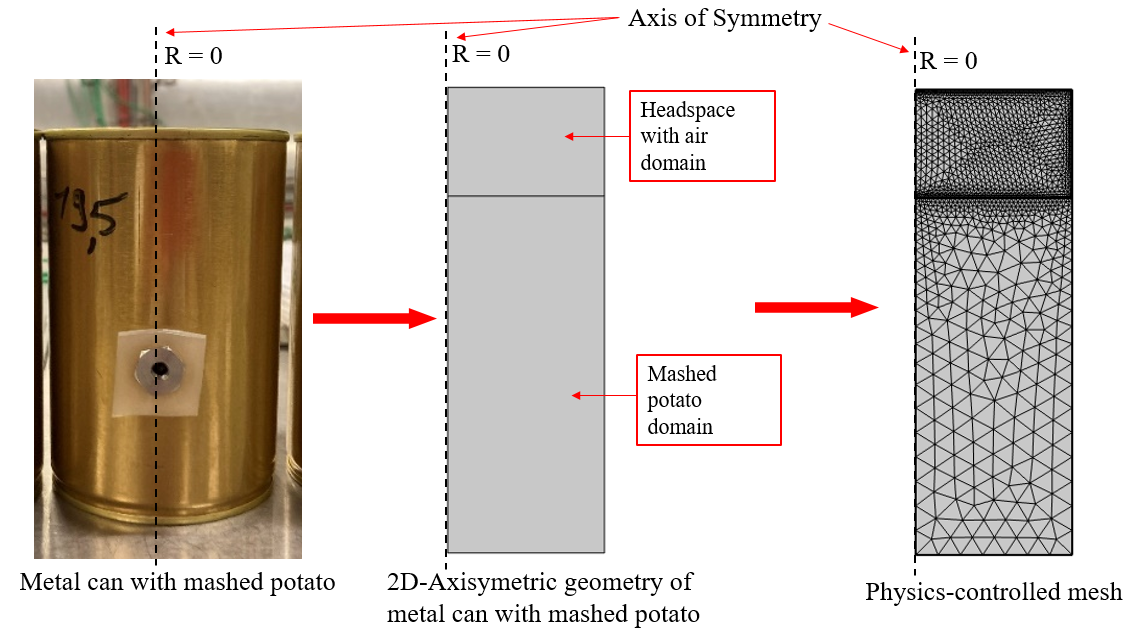 Axis of Symmetry
R = 0
R = 0
R = 0
Headspace
with air
domain
19,5
Mashed
potato
domain
Metal can with mashed potato
2D-Axisymetric geometry of
metal can with mashed potato
Physics-controlled mesh